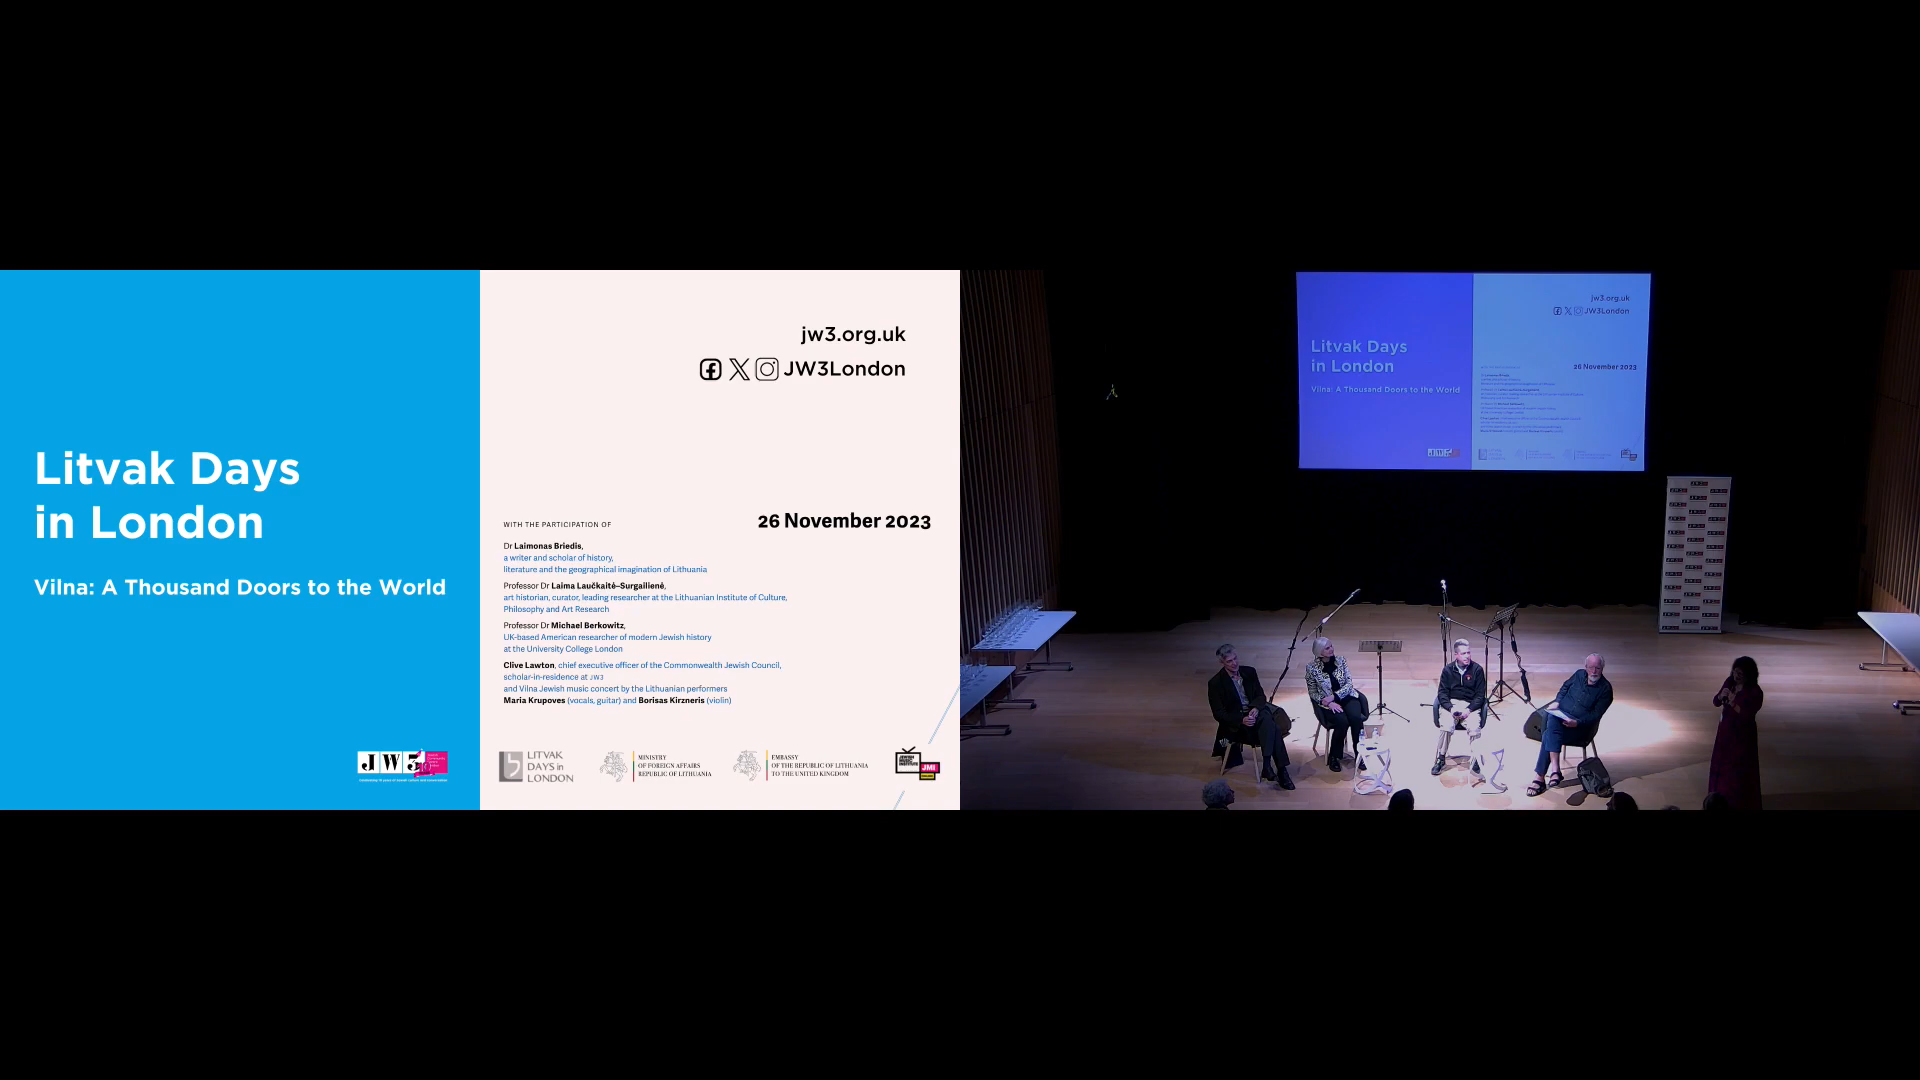 Litvak Days
in London
Vilna: A Thousand Doors to the World
JW3
jw3.org.uk
JW3London
26 November 2023
WITH THE PARTICIPATION OF
Dr Laimonas Briedis,
a writer and scholar of history,
literature and the geographical imagination of Lithuania
Professor Dr Laima Laučkaitė–Surgailienė,
art historian, curator, leading researcher at the Lithuanian Institute of Culture,
Philosophy and Art Research
Professor Dr Michael Berkowitz,
UK-based American researcher of modern Jewish history
at the University College London
Clive Lawton, chief executive officer of the Commonwealth Jewish Council,
scholar-in-residence at JW3
and Vilna Jewish music concert by the Lithuanian performers
Maria Krupoves (vocals, guitar) and Borisas Kirzneris (violin)
LITVAK
DAYS in
LONDON
MINISTRY
OF FOREIGN AFFAIRS
REPUBLIC OF LITHUANIA
EMBASSY
OF THE REPUBLIC OF LITHUANIA
TO THE UNITED KINGDOM
JMI
jw3.org.uk
JW3London
Litvak Days
in London
Vilna: A Thousand Doors to the World
26 November 2023